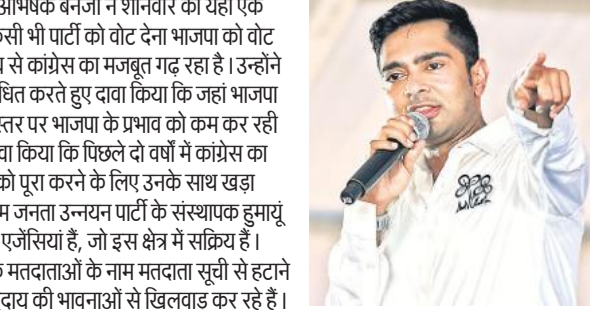 अभिषेक बनर्जी ने शनिवार को यहां एक
भी पार्टी को वोट देना भाजपा को वोट
से कांग्रेस का मजबूत गढ़ रहा है। उन्होंने
करते हुए दावा किया कि जहां भाजपा
स्तर पर भाजपा के प्रभाव को कम कर रही
किया कि पिछले दो वर्षों में कांग्रेस का
को पूरा करने के लिए उनके साथ खड़ा
जनता उन्नयन पार्टी के संस्थापक हुमायूं
एजेंसियां हैं, जो इस क्षेत्र में सक्रिय हैं।
मतदाताओं के नाम मतदाता सूची से हटाने
की भावनाओं से खिलवाड़ कर रहे हैं।